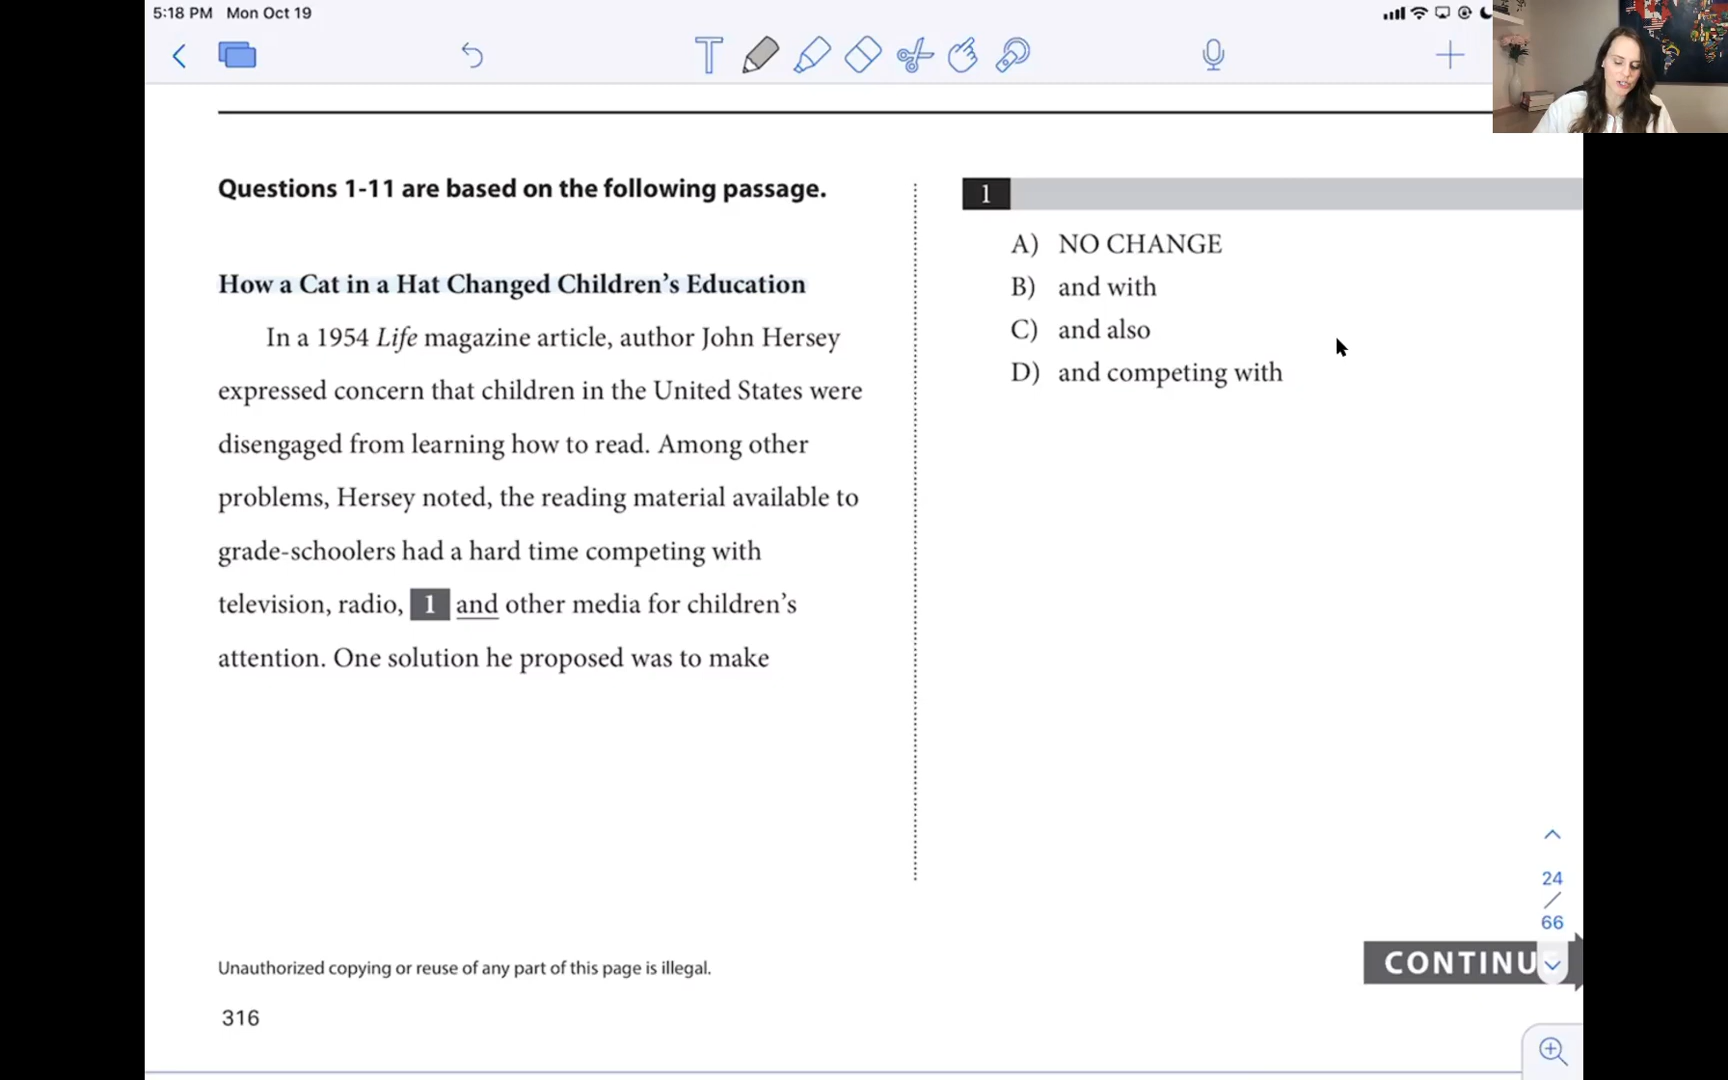 5:18 PM Mon Oct 19
Questions 1-11 are based on the following passage.
How a Cat in a Hat Changed Children’s Education
In a 1954 Life magazine article, author John Hersey
expressed concern that children in the United States were
disengaged from learning how to read. Among other
problems, Hersey noted, the reading material available to
grade-schoolers had a hard time competing with
television, radio, 1 and other media for children’s
attention. One solution he proposed was to make
1
A) NO CHANGE
B) and with
C) and also
D) and competing with
24
/
66
Unauthorized copying or reuse of any part of this page is illegal.
CONTINU
316